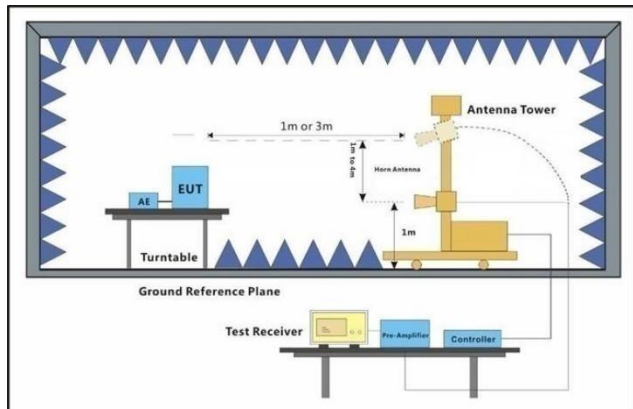 1m or 3m
Antenna Tower
1m to 4m
Horn Antenna
EUT
AE
1m
Turntable
Ground Reference Plane
Test Receiver
Pre-Amplifier
Controller